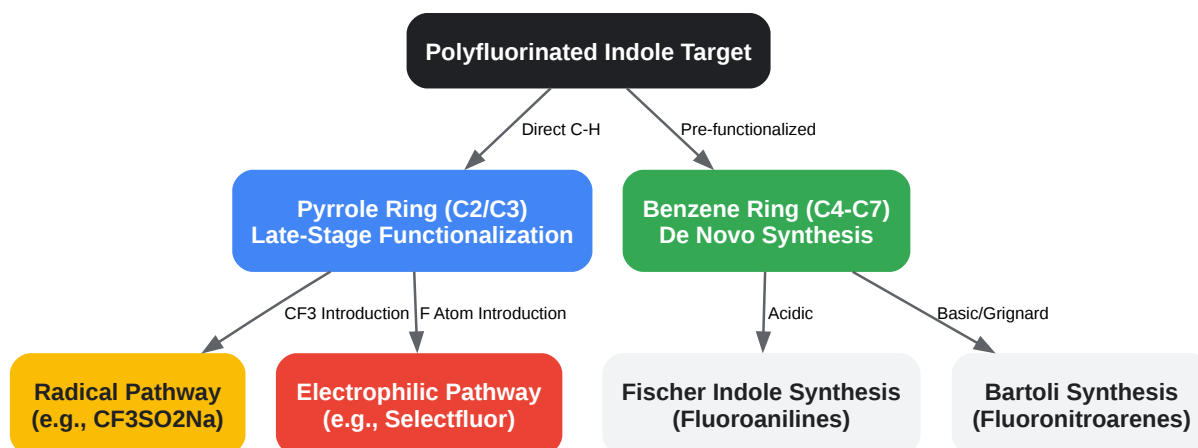 Polyfluorinated Indole Target
Direct C-H
Pre-functionalized
Pyrrole Ring (C2/C3)
Late-Stage Functionalization
Benzene Ring (C4-C7)
De Novo Synthesis
CF3 Introduction
F Atom Introduction
Acidic
Basic/Grignard
Radical Pathway
(e.g., CF3SO2Na)
Electrophilic Pathway
(e.g., Selectfluor)
Fischer Indole Synthesis
(Fluoroanilines)
Bartoli Synthesis
(Fluoronitroarenes)